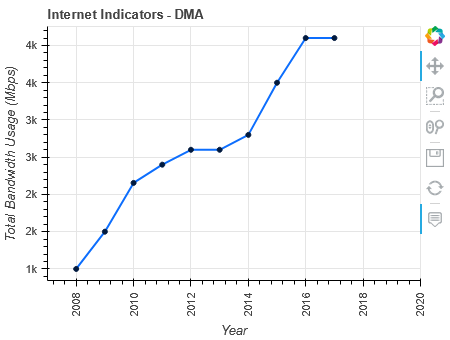 Internet Indicators - DMA
Total Bandwidth Usage (Mbps)
4k
4k
3k
3k
2k
2k
1k
2008
2010
2012
2014
2016
2018
2020
Year